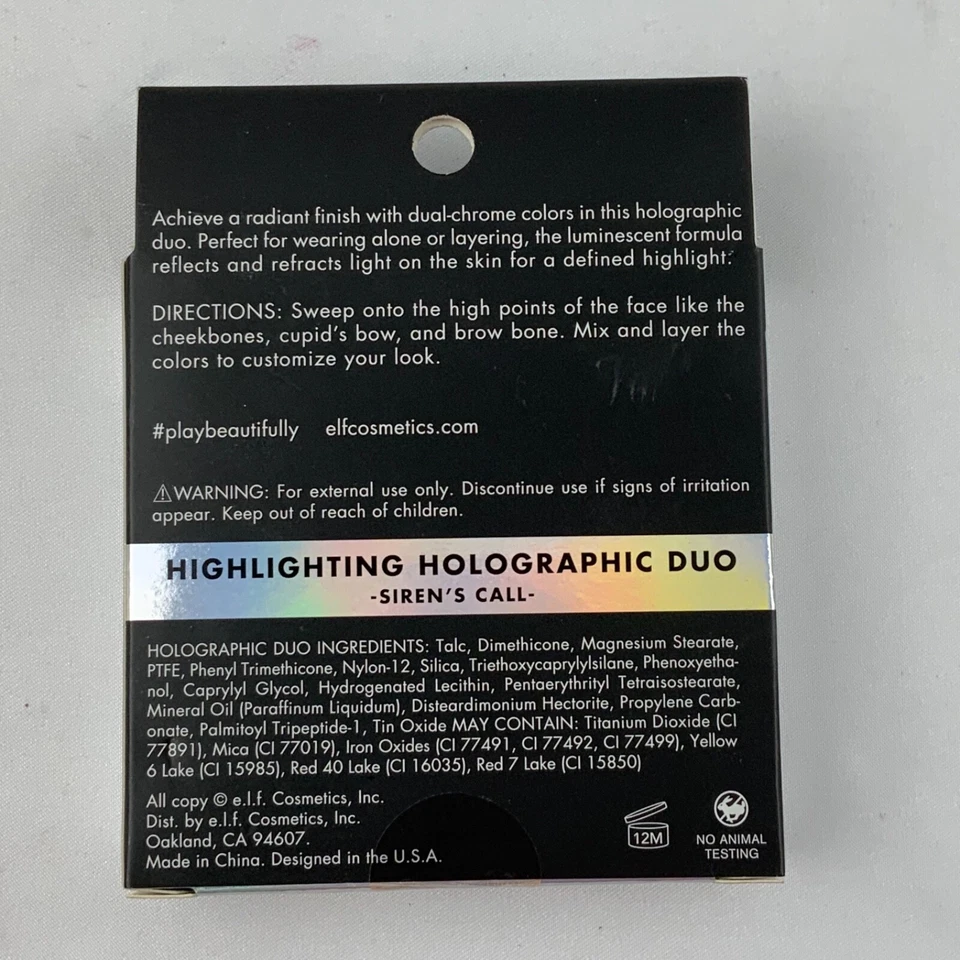 Achieve a radiant finish with dual-chrome colors in this holographic
duo. Perfect for wearing alone or layering, the luminescent formula
reflects and refracts light on the skin for a defined highlight.
DIRECTIONS: Sweep onto the high points of the face like the
cheekbones, cupid's bow, and brow bone. Mix and layer the
colors to customize your look.
#playbeautifully elfcosmetics.com
⚠WARNING: For external use only. Discontinue use if signs of irritation
appear. Keep out of reach of children.
HIGHLIGHTING HOLOGRAPHIC DUO
-SIREN'S CALL-
HOLOGRAPHIC DUO INGREDIENTS: Talc, Dimethicone, Magnesium Stearate,
PTFE, Phenyl Trimethicone, Nylon-12, Silica, Triethoxycaprylylsilane, Phenoxyetha-
nol, Caprylyl Glycol, Hydrogenated Lecithin, Pentaerythrityl Tetraisostearate,
Mineral Oil (Paraffinum Liquidum), Disteardimonium Hectorite, Propylene Carb-
onate, Palmitoyl Tripeptide-1, Tin Oxide MAY CONTAIN: Titanium Dioxide (CI
77891), Mica (CI 77019), Iron Oxides (CI 77491, CI 77492, CI 77499), Yellow
6 Lake (CI 15985), Red 40 Lake (CI 16035), Red 7 Lake (CI 15850)
All copy © e.l.f. Cosmetics, Inc.
Dist. by e.l.f. Cosmetics, Inc.
Oakland, CA 94607.
Made in China. Designed in the U.S.A.
12M
NO ANIMAL
TESTING